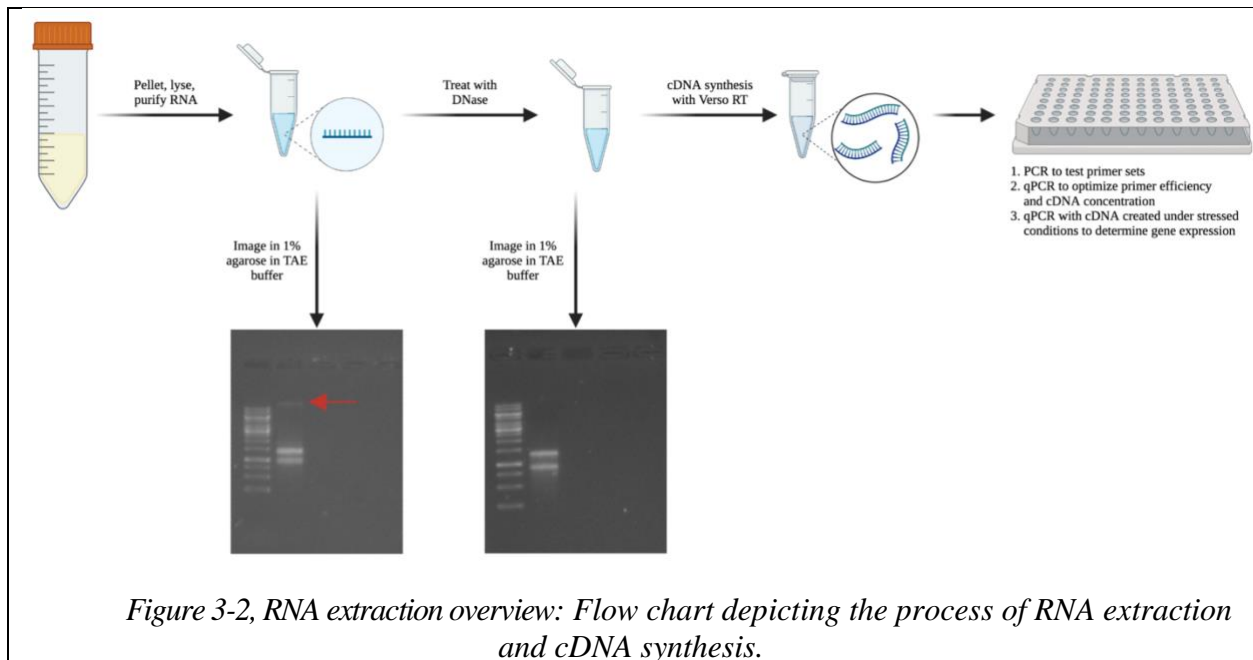 Pellet, lyse,
purify RNA
Treat with
DNase
cDNA synthesis
with Verso RT
1. PCR to test primer sets
2. qPCR to optimize primer efficiency
and cDNA concentration
3. qPCR with cDNA created under stressed
conditions to determine gene expression
Image in 1%
agarose in TAE
buffer
Image in 1%
agarose in TAE
buffer
Figure 3-2, RNA extraction overview: Flow chart depicting the process of RNA extraction
and cDNA synthesis.